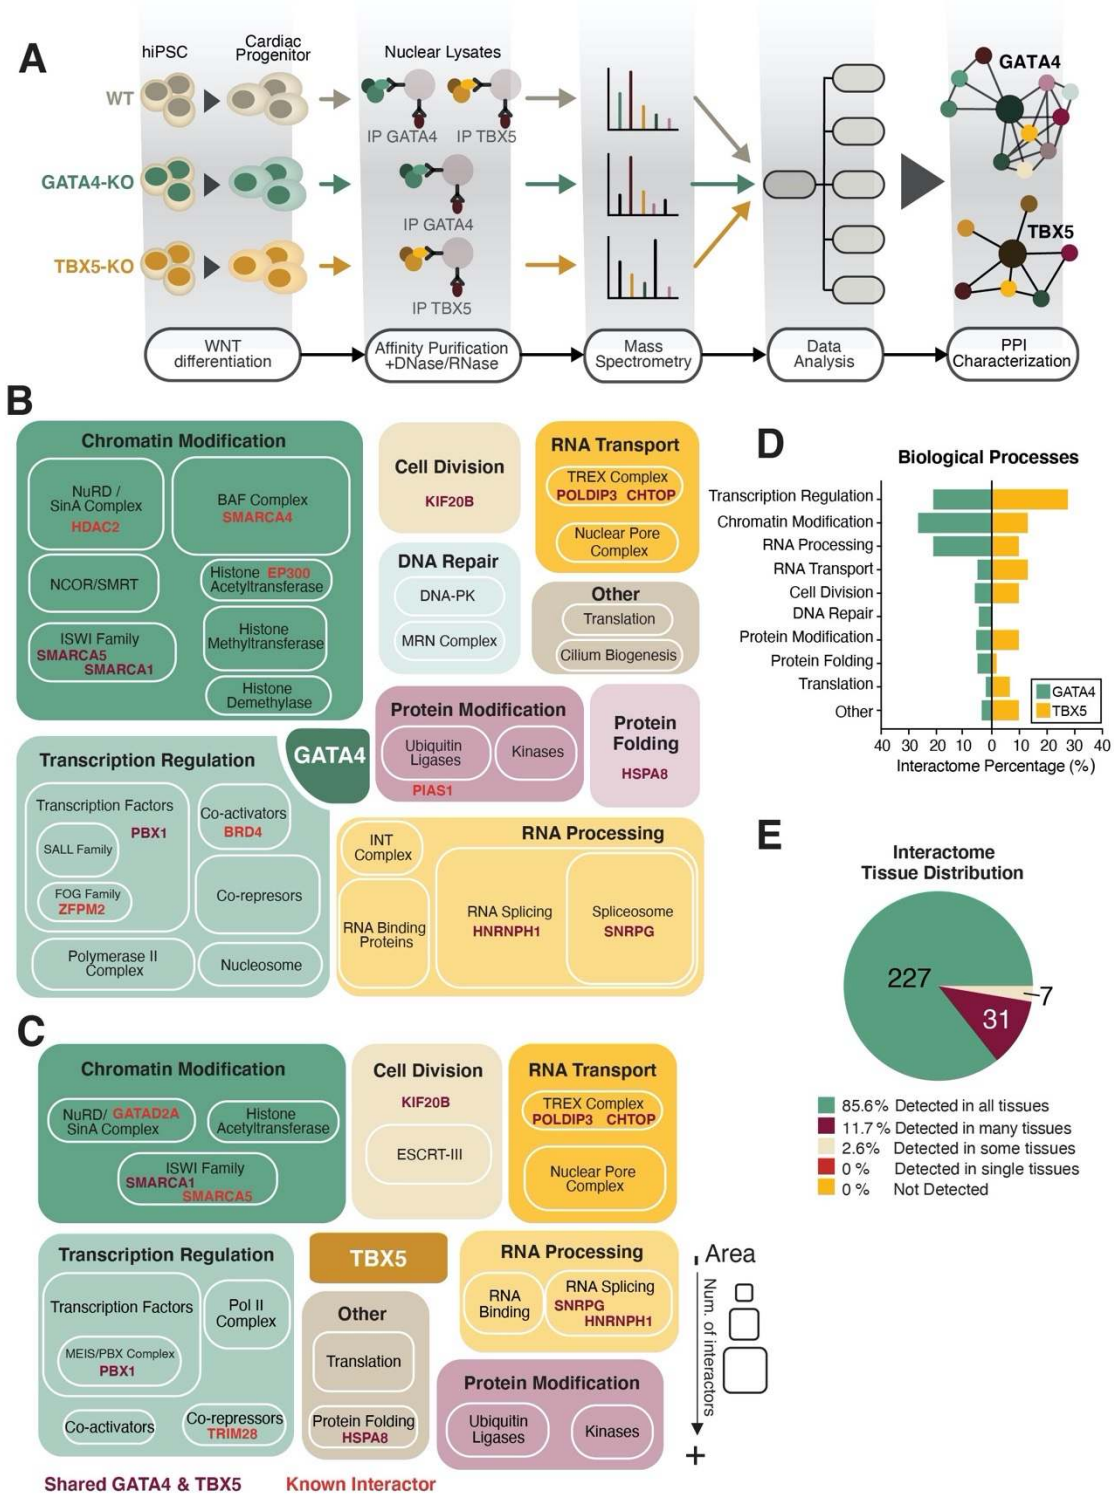 A
hiPSC
Cardiac
Progenitor
Nuclear Lysates
WT
IP GATA4 IP TBX5
GATA4-KO
IP GATA4
TBX5-KO
IP TBX5
GATA4
TBX5
WNT
differentiation
Affinity Purification
+DNase/RNase
Mass
Spectrometry
Data
Analysis
PPI
Characterization
B
Chromatin Modification
NuRD /
SinA Complex
HDAC2
BAF Complex
SMARCA4
NCOR/SMRT
Histone EP300
Acetyltransferase
ISWI Family
SMARCA5
SMARCA1
Histone
Methyltransferase
Histone
Demethylase
Cell Division
KIF20B
RNA Transport
TREX Complex
POLDIP3 CHTOP
Nuclear Pore
Complex
DNA Repair
DNA-PK
MRN Complex
Other
Translation
Cilium Biogenesis
GATA4
Protein Modification
Ubiquitin
Ligases
Kinases
PIAS1
Protein
Folding
HSPA8
Transcription Regulation
Transcription Factors
PBX1
SALL Family
FOG Family
ZFPM2
Co-activators
BRD4
Co-repressors
Polymerase II
Complex
Nucleosome
RNA Processing
INT
Complex
RNA Binding
Proteins
RNA Splicing
HNRNPH1
Spliceosome
SNRPG
C
Chromatin Modification
NuRD/ GATAD2A
SinA Complex
Histone
Acetyltransferase
ISWI Family
SMARCA1
SMARCA5
Cell Division
KIF20B
ESCRT-III
RNA Transport
TREX Complex
POLDIP3 CHTOP
Nuclear Pore
Complex
Transcription Regulation
Transcription Factors
MEIS/PBX Complex
PBX1
Pol II
Complex
Co-activators
Co-repressors
TRIM28
TBX5
Other
Translation
Protein Folding
HSPA8
RNA Processing
RNA
Binding
RNA Splicing
SNRPG
HNRNPH1
Protein Modification
Ubiquitin
Ligases
Kinases
- Area
Num. of interactors
+
Shared GATA4 & TBX5 Known Interactor
D
Biological Processes
Transcription Regulation
Chromatin Modification
RNA Processing
RNA Transport
Cell Division
DNA Repair
Protein Modification
Protein Folding
Translation
Other
GATA4
TBX5
40 30 20 10 0 10 20 30 40
Interactome Percentage (%)
E
Interactome
Tissue Distribution
227
7
31
85.6% Detected in all tissues
11.7% Detected in many tissues
2.6% Detected in some tissues
0 % Detected in single tissues
0 % Not Detected